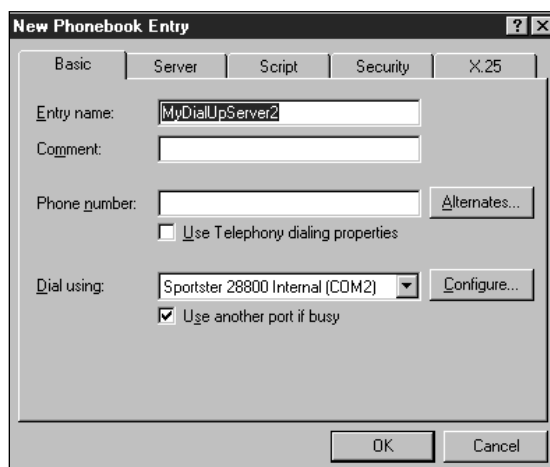 New Phonebook Entry
Basic Server Script Security X.25
Entry name: MyDialUpServer2
Comment:
Phone number: Alternates...
Use Telephony dialing properties
Dial using: Sportster 28800 Internal (COM2) Configure...
Use another port if busy
OK Cancel